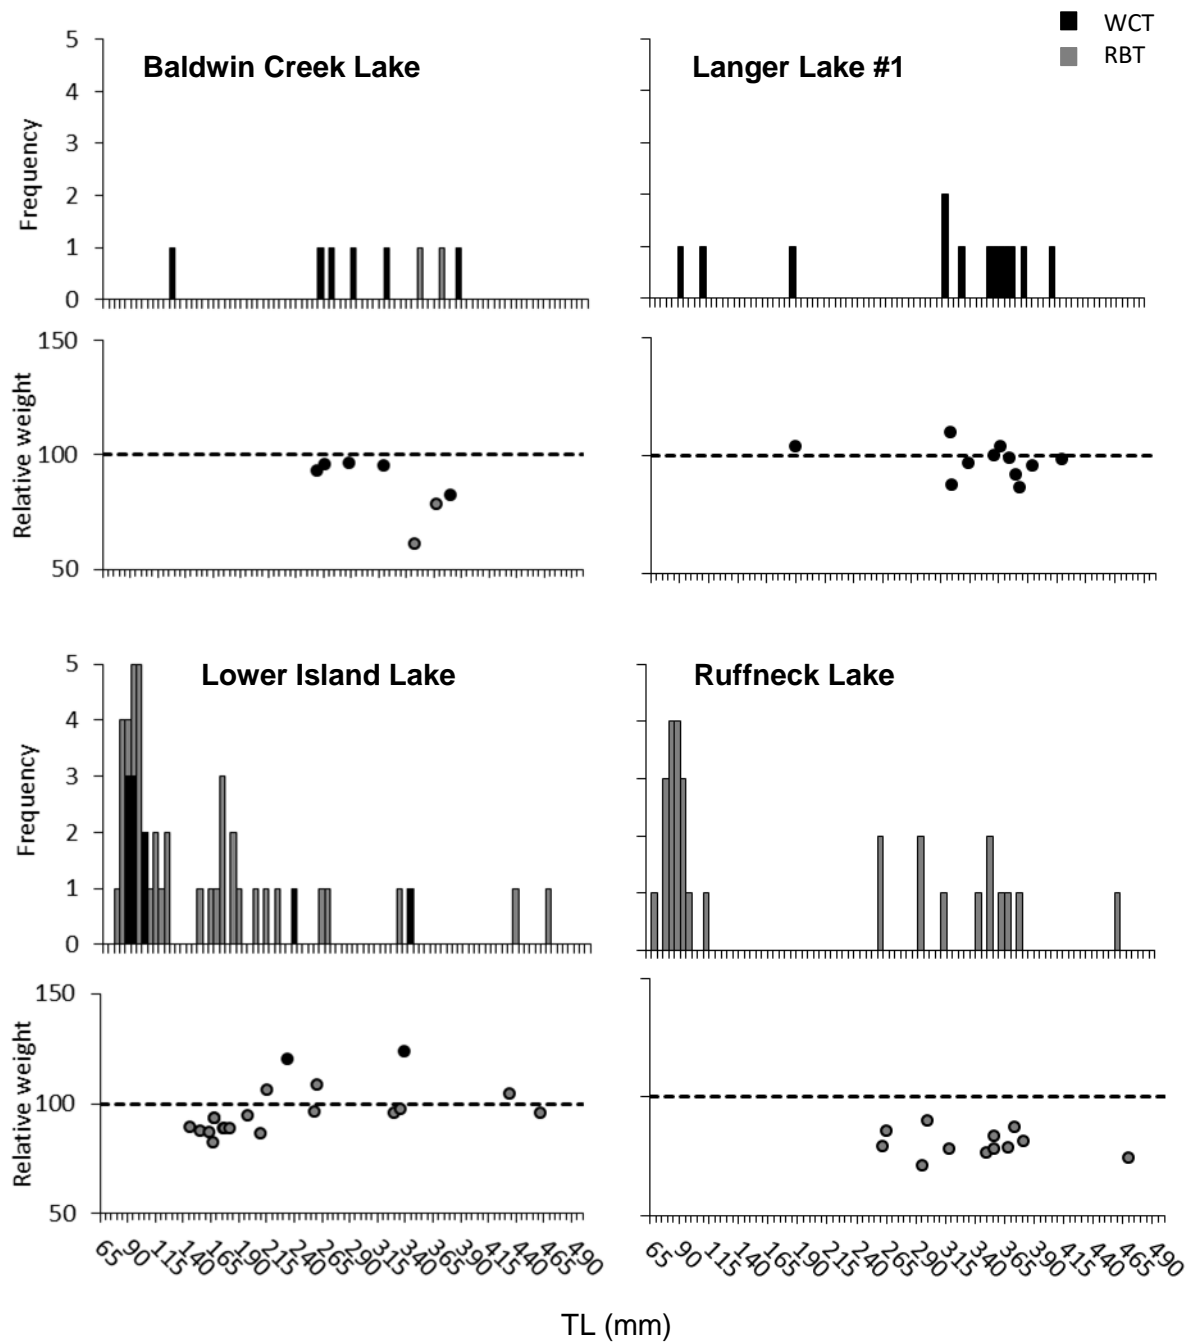 WCT
RBT
Baldwin Creek Lake
Langer Lake #1
Frequency
5
4
3
2
1
0
Relative weight
150
100
50
Lower Island Lake
Ruffneck Lake
Frequency
5
4
3
2
1
0
Relative weight
150
100
50
65 90 115 140 165 190 215 240 265 290 315 340 365 390 415 440 465 490
65 90 115 140 165 190 215 240 265 290 315 340 365 390 415 440 465 490
TL (mm)